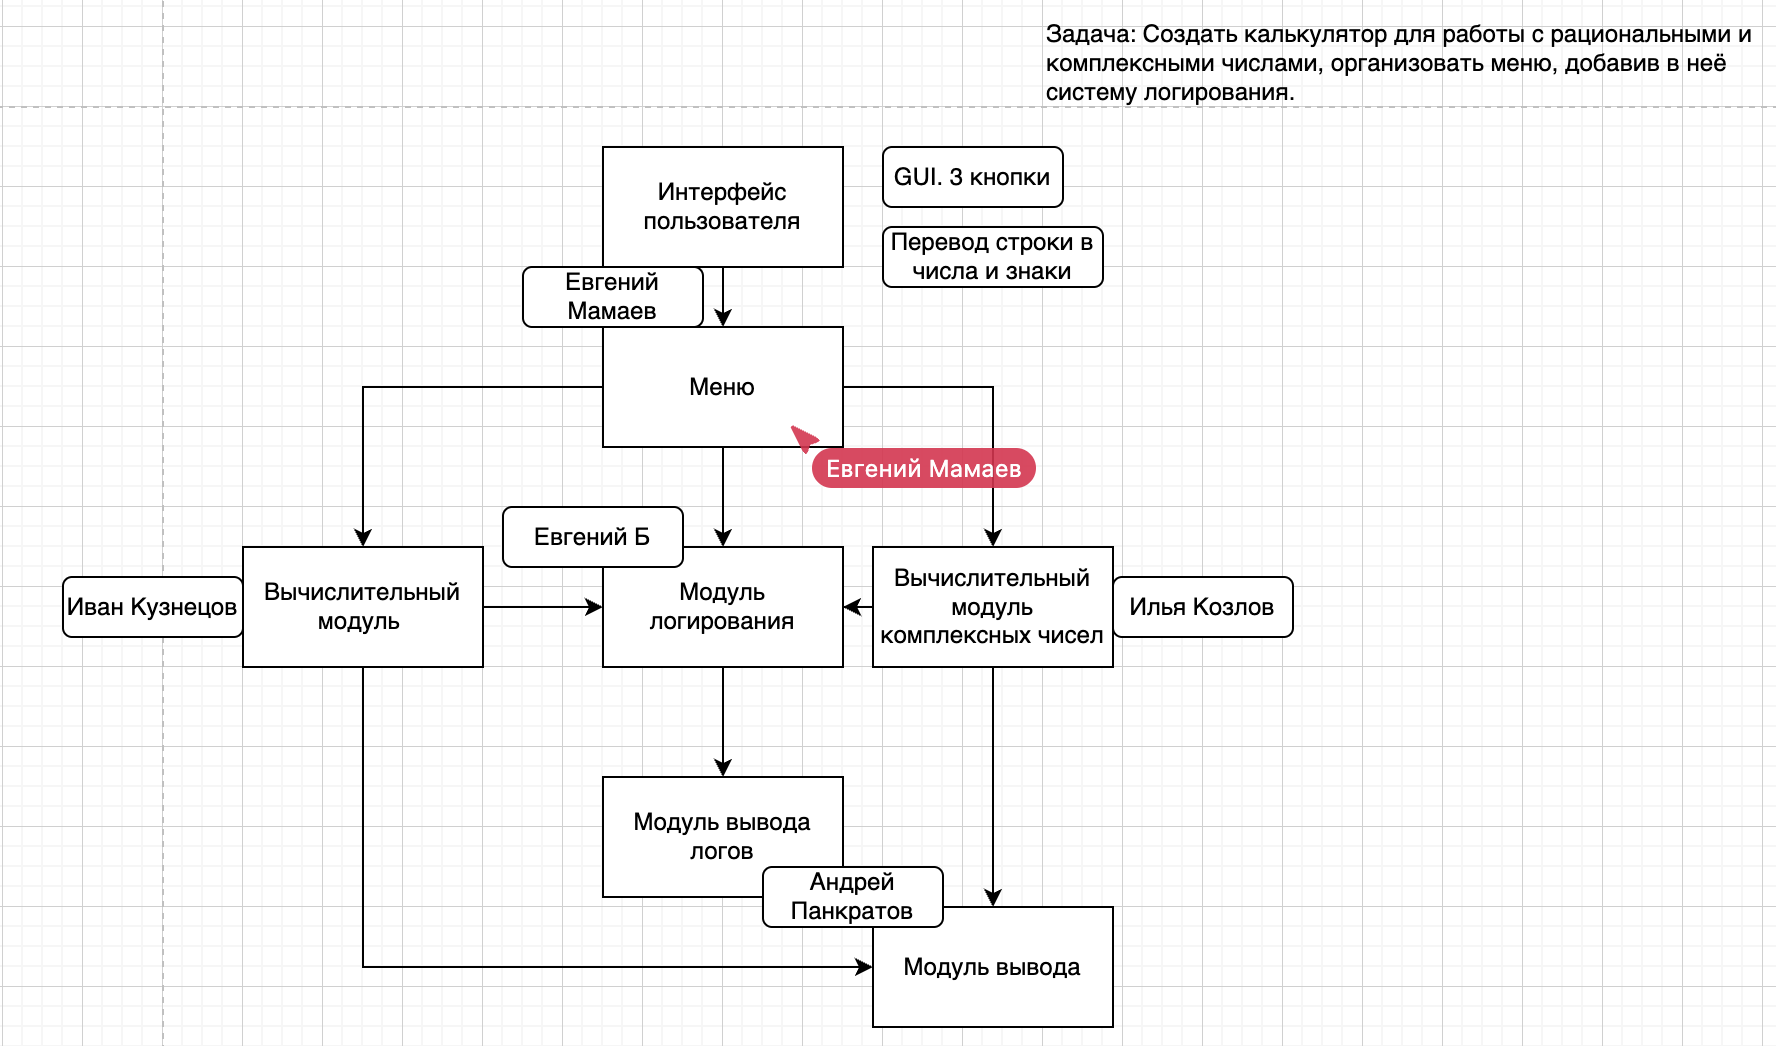 Задача: Создать калькулятор для работы с рациональными и
комплексными числами, организовать меню, добавив в неё
систему логирования.
Интерфейс
пользователя
GUI. 3 кнопки
Перевод строки в
числа и знаки
Евгений
Мамаев
Меню
Евгений Мамаев
Евгений Б
Иван Кузнецов
Вычислительный
модуль
Модуль
логирования
Вычислительный
модуль
комплексных чисел
Илья Козлов
Модуль вывода
логов
Андрей
Панкратов
Модуль вывода